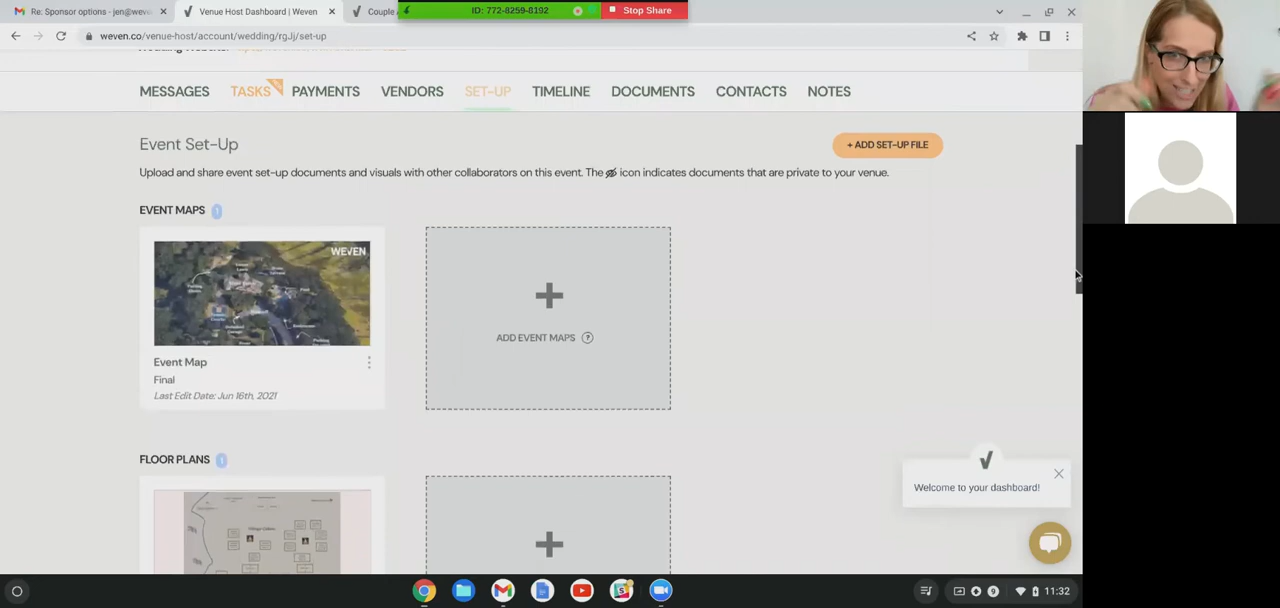 Re: Sponsor options - jen@wev
Venue Host Dashboard | Weven
Couple
ID: 772-8259-8192
Stop Share
weven.co/venue-host/account/wedding/rgJj/set-up
MESSAGES
TASKS
PAYMENTS
VENDORS
SET-UP
TIMELINE
DOCUMENTS
CONTACTS
NOTES
Event Set-Up
+ ADD SET-UP FILE
Upload and share event set-up documents and visuals with other collaborators on this event. The icon indicates documents that are private to your venue.
EVENT MAPS 1
WEVEN
ADD EVENT MAPS ?
Event Map
Final
Last Edit Date: Jun 16th, 2021
FLOOR PLANS 1
Welcome to your dashboard!
11:32